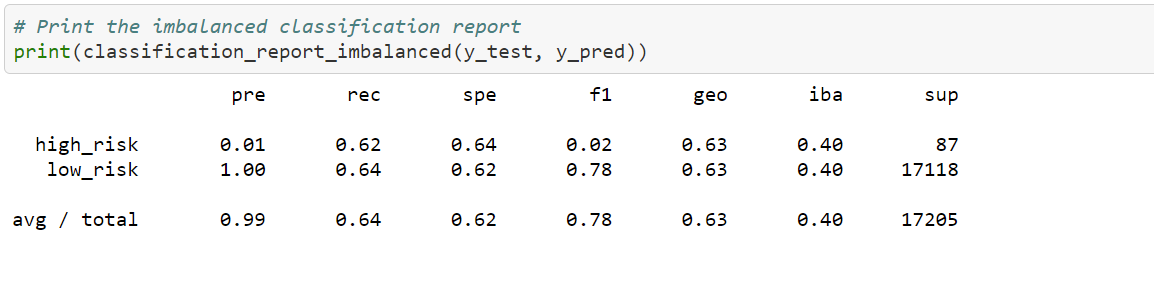 # Print the imbalanced classification report
print(classification_report_imbalanced(y_test, y_pred))
pre rec spe f1 geo iba sup
high_risk 0.01 0.62 0.64 0.02 0.63 0.40 87
low_risk 1.00 0.64 0.62 0.78 0.63 0.40 17118
avg / total 0.99 0.64 0.62 0.78 0.63 0.40 17205